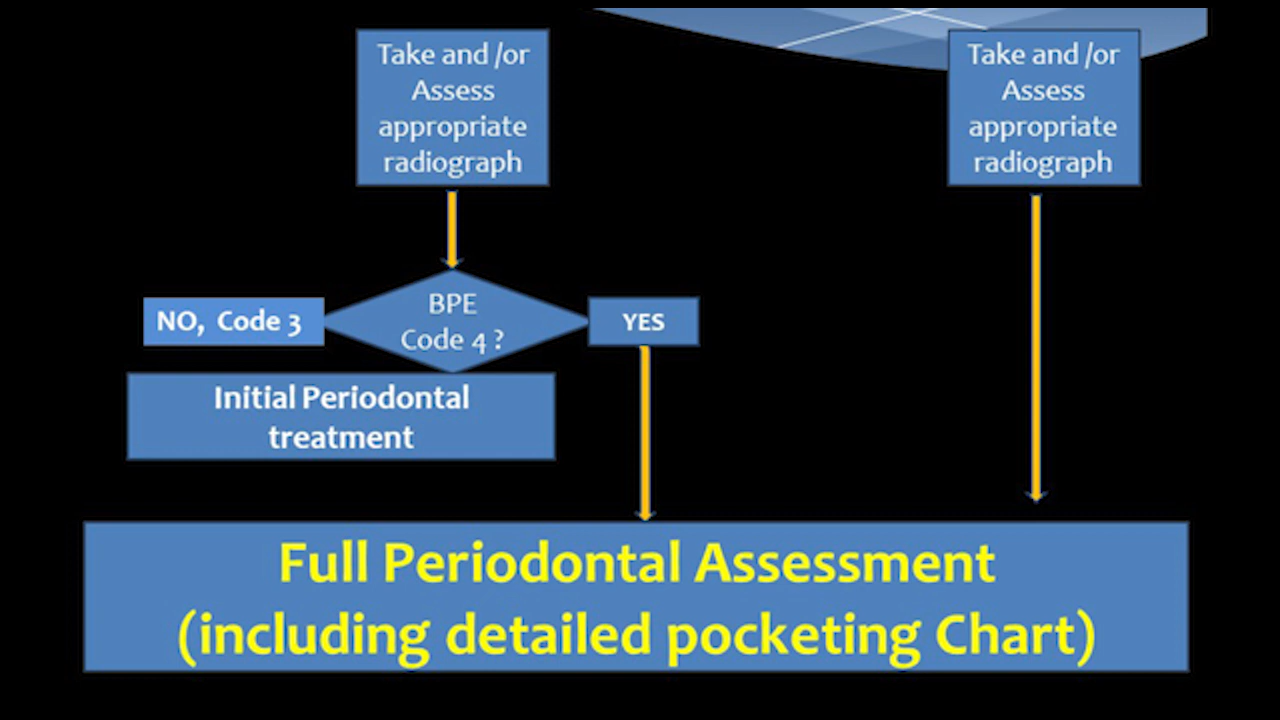 Take and /or
Assess
appropriate
radiograph
Take and /or
Assess
appropriate
radiograph
BPE
Code 4 ?
NO,  Code 3
YES
Initial Periodontal
treatment
Full Periodontal Assessment
(including detailed pocketing Chart)